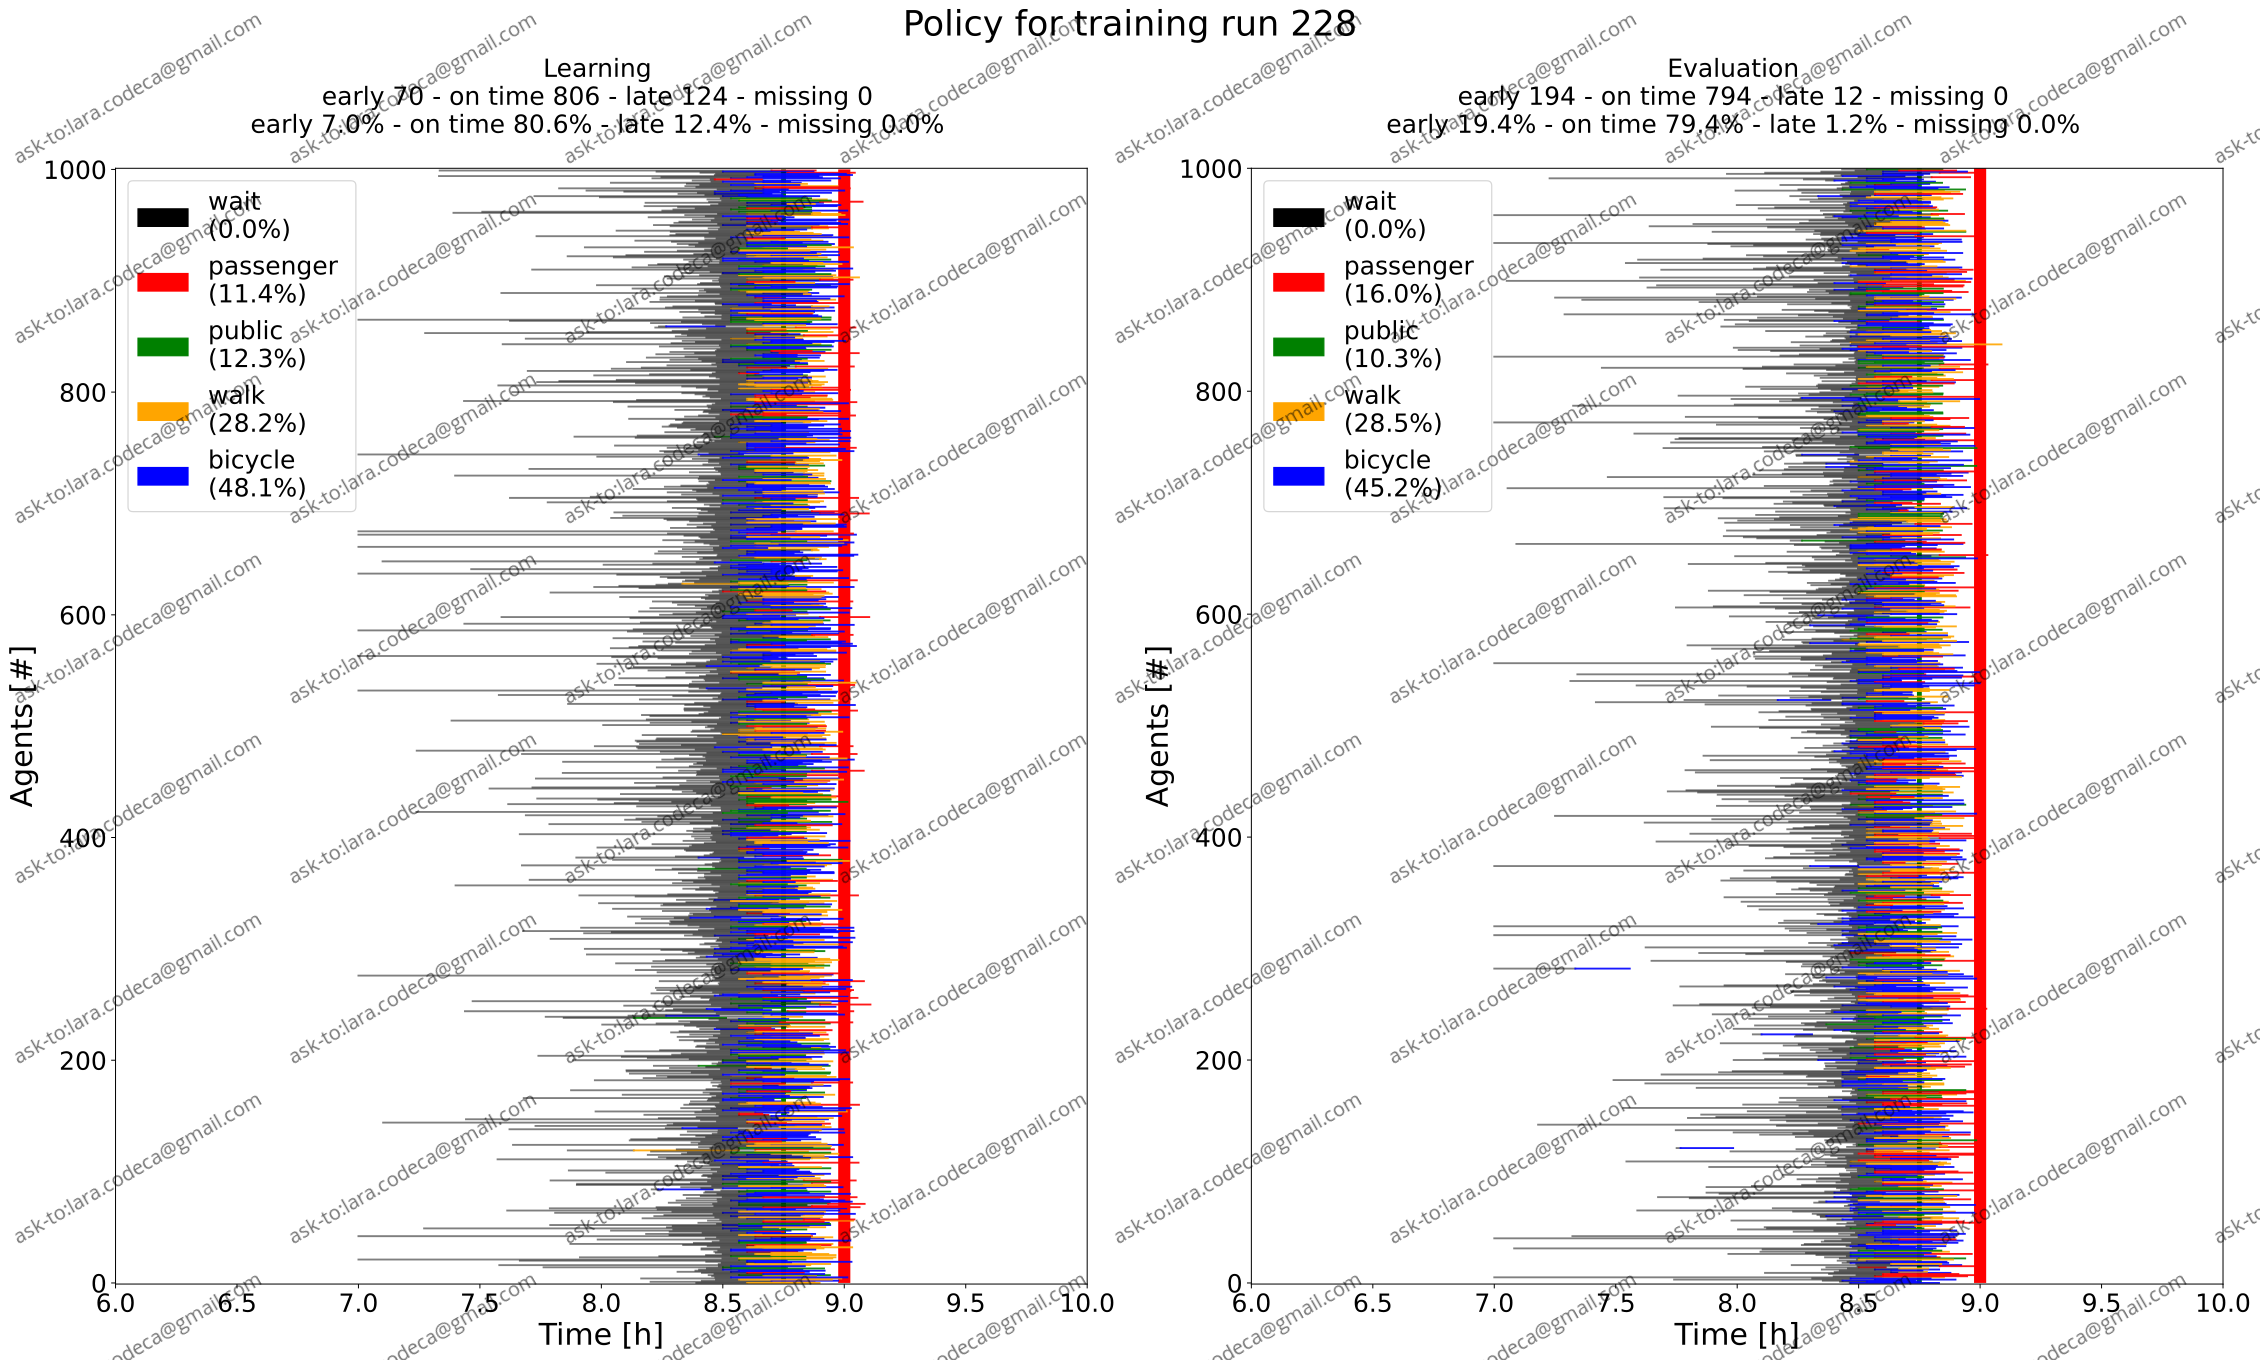 Policy for training run 228
Learning
early 70 - on time 806 - late 124 - missing 0
early 7.0% - on time 80.6% - late 12.4% - missing 0.0%
Evaluation
early 194 - on time 794 - late 12 - missing 0
early 19.4% - on time 79.4% - late 1.2% - missing 0.0%
Agents [#]
1000
800
600
400
200
0
wait
(0.0%)
passenger
(11.4%)
public
(12.3%)
walk
(28.2%)
bicycle
(48.1%)
6.0 6.5 7.0 7.5 8.0 8.5 9.0 9.5 10.0
Time [h]
Agents [#]
1000
800
600
400
200
0
wait
(0.0%)
passenger
(16.0%)
public
(10.3%)
walk
(28.5%)
bicycle
(45.2%)
6.0 6.5 7.0 7.5 8.0 8.5 9.0 9.5 10.0
Time [h]
ask-to:lara.codeca@gmail.com